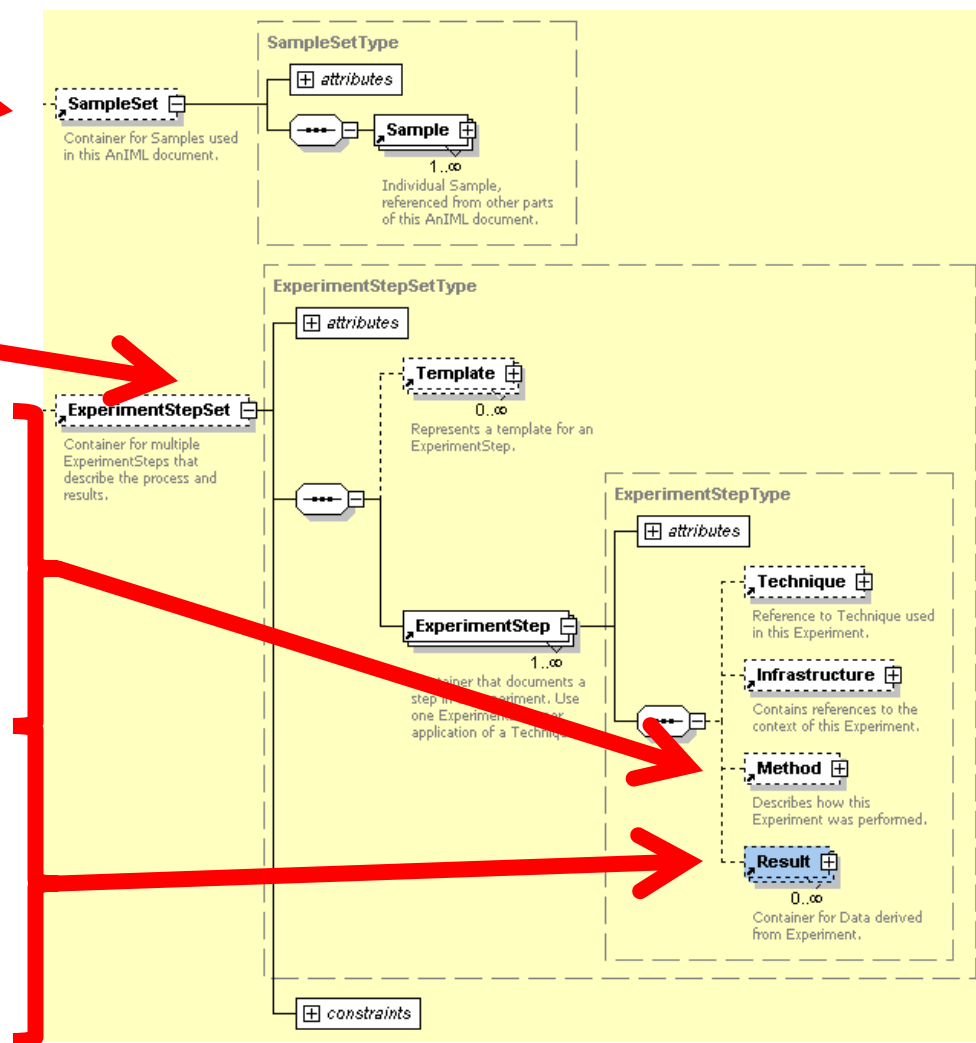 SampleSetType
attributes
SampleSet
Container for Samples used
in this AnIML document.
Sample
1..∞
Individual Sample,
referenced from other parts
of this AnIML document.
ExperimentStepSetType
attributes
Template
0..∞
Represents a template for an
ExperimentStep.
ExperimentStepSet
Container for multiple
ExperimentSteps that
describe the process and
results.
ExperimentStepType
attributes
Technique
Reference to Technique used
in this Experiment.
ExperimentStep
1..∞
that documents a
step in
Use
one
application of a
Infrastructure
Contains references to the
context of this Experiment.
Method
Describes how this
Experiment was performed.
Result
0..∞
Container for Data derived
from Experiment.
constraints